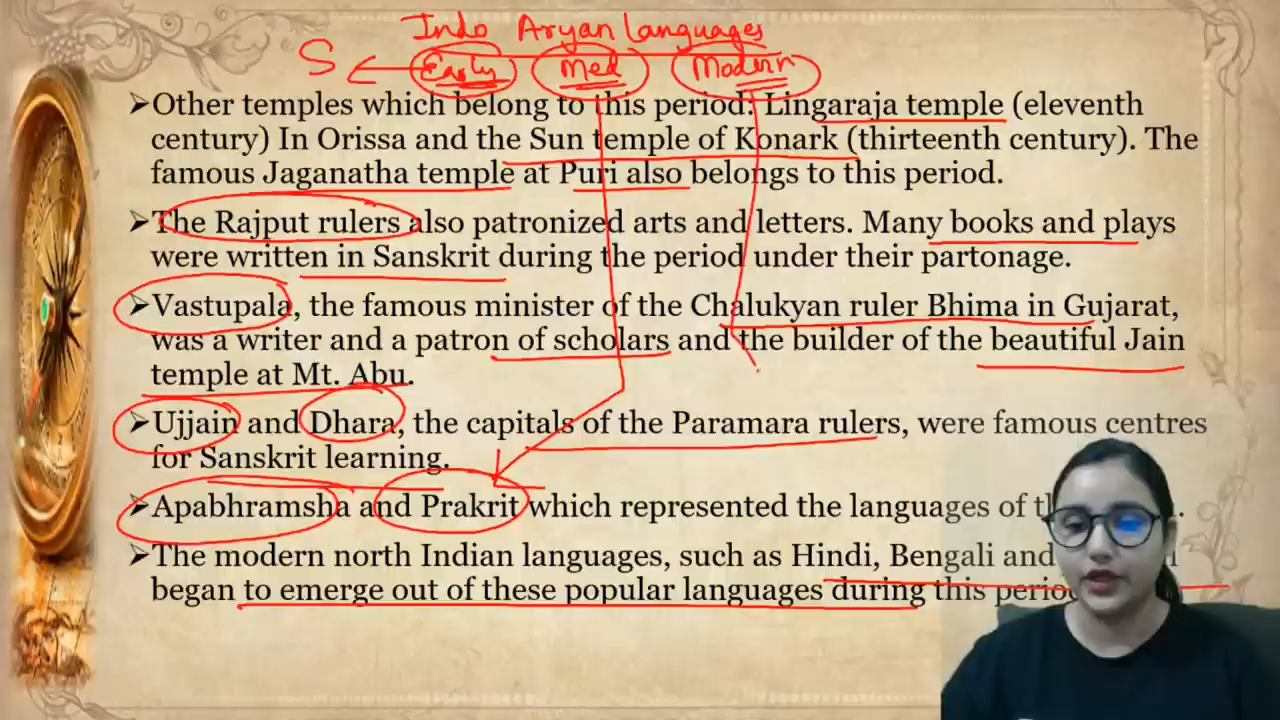 Indo Aryan languages
S Early Med Modern
➤Other temples which belong to this period: Lingaraja temple (eleventh
century) In Orissa and the Sun temple of Konark (thirteenth century). The
famous Jaganatha temple at Puri also belongs to this period.
➤The Rajput rulers also patronized arts and letters. Many books and plays
were written in Sanskrit during the period under their partonage.
➤Vastupala, the famous minister of the Chalukyan ruler Bhima in Gujarat,
was a writer and a patron of scholars and the builder of the beautiful Jain
temple at Mt. Abu.
➤Ujjain and Dhara, the capitals of the Paramara rulers, were famous centres
for Sanskrit learning.
➤Apabhramsha and Prakrit which represented the languages of
➤The modern north Indian languages, such as Hindi, Bengali and
began to emerge out of these popular languages during this